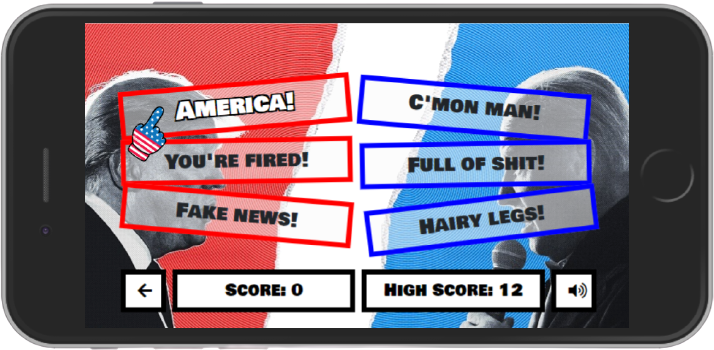 AMERICA!
C'MON MAN!
YOU'RE FIRED!
FULL OF SHIT!
FAKE NEWS!
HAIRY LEGS!
SCORE: 0
HIGH SCORE: 12